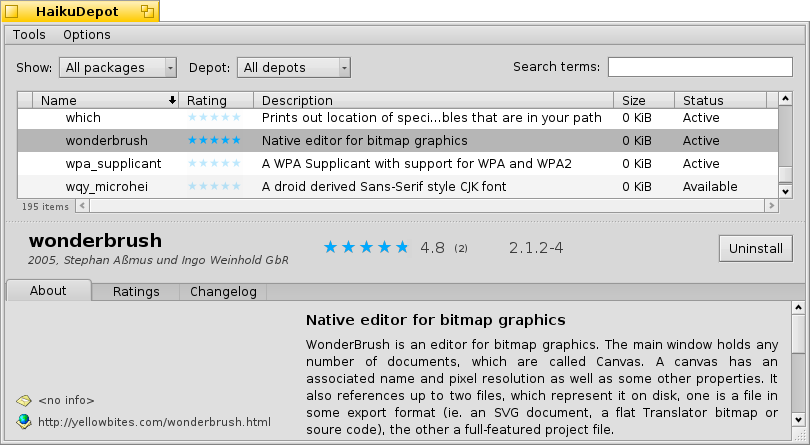 HaikuDepot
Tools Options
Show: All packages Depot: All depots Search terms:
Name Rating Description Size Status
which Prints out location of speci...bles that are in your path 0 KiB Active
wonderbrush Native editor for bitmap graphics 0 KiB Active
wpa_supplicant A WPA Supplicant with support for WPA and WPA2 0 KiB Active
wqy_microhei A droid derived Sans-Serif style CJK font 0 KiB Available
195 items
wonderbrush
2005, Stephan Aßmus und Ingo Weinhold GbR
4.8 (2) 2.1.2-4 Uninstall
About Ratings Changelog
Native editor for bitmap graphics
WonderBrush is an editor for bitmap graphics. The main window holds any
number of documents, which are called Canvas. A canvas has an
associated name and pixel resolution as well as some other properties. It
also references up to two files, which represent it on disk, one is a file in
some export format (ie. an SVG document, a flat Translator bitmap or
soure code), the other a full-featured project file.
<no info>
http://yellowbites.com/wonderbrush.html